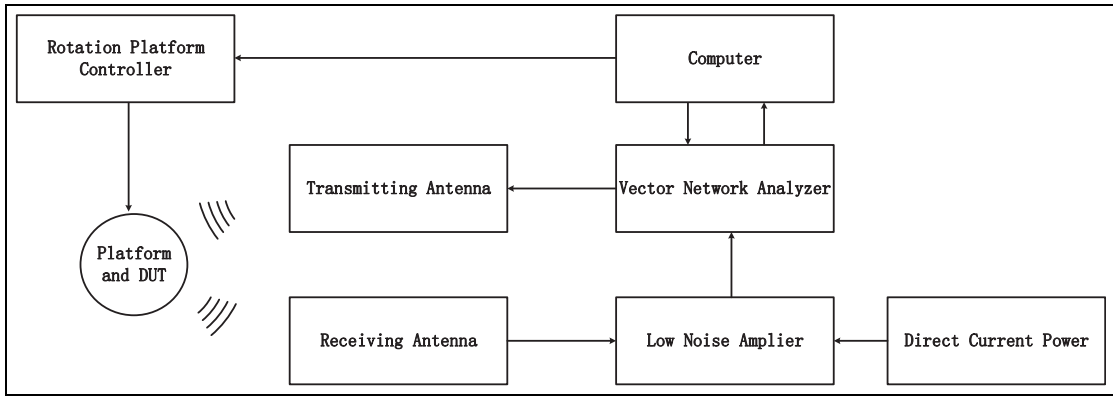 Rotation Platform
Controller
Computer
Transmitting Antenna
Vector Network Analyzer
Platform
and DUT
Receiving Antenna
Low Noise Amplier
Direct Current Power